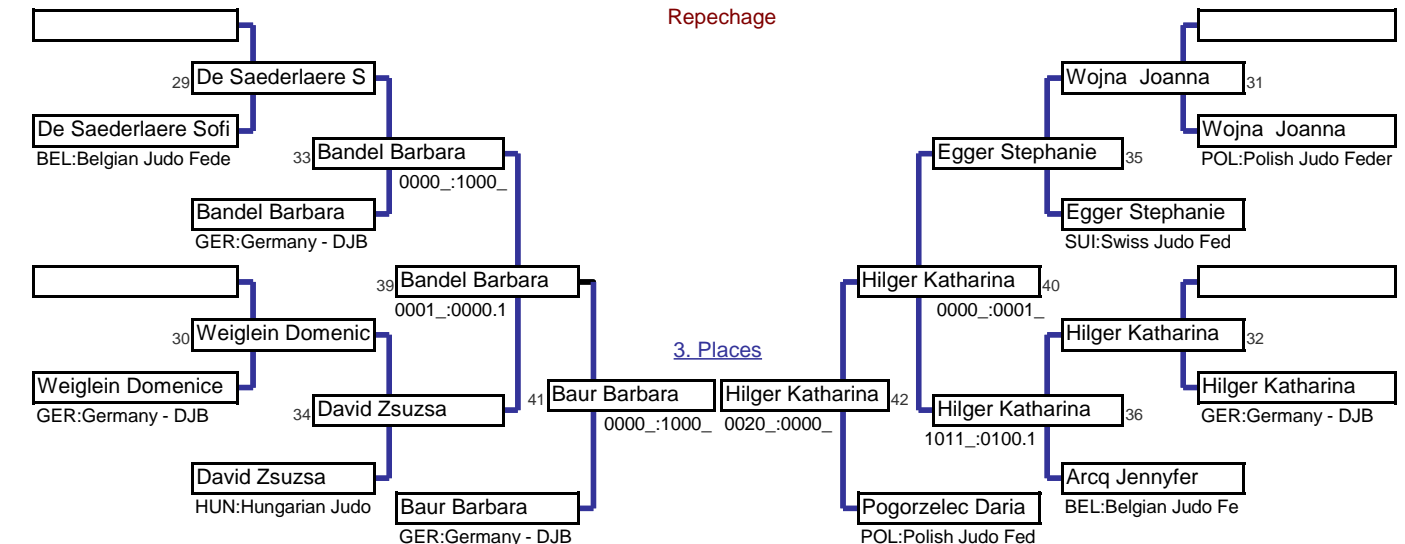 Repechage
De Saederlaere S
29
Wojna Joanna
31
De Saederlaere Sofi
BEL:Belgian Judo Fede
Wojna Joanna
POL:Polish Judo Feder
33
Bandel Barbara
0000_:1000_
Egger Stephanie
35
Bandel Barbara
GER:Germany - DJB
Egger Stephanie
SUI:Swiss Judo Fed
39
Bandel Barbara
0001_:0000.1
Hilger Katharina
40
0000_:0001_
30
Weiglein Domenic
Hilger Katharina
32
3. Places
Weiglein Domenice
GER:Germany - DJB
41
Baur Barbara
0000_:1000_
Hilger Katharina
42
0020_:0000_
Hilger Katharina
GER:Germany - DJB
34
David Zsuzsa
Hilger Katharina
36
1011_:0100.1
David Zsuzsa
HUN:Hungarian Judo
Arcq Jennyfer
BEL:Belgian Judo Fe
Baur Barbara
GER:Germany - DJB
Pogorzelec Daria
POL:Polish Judo Fed